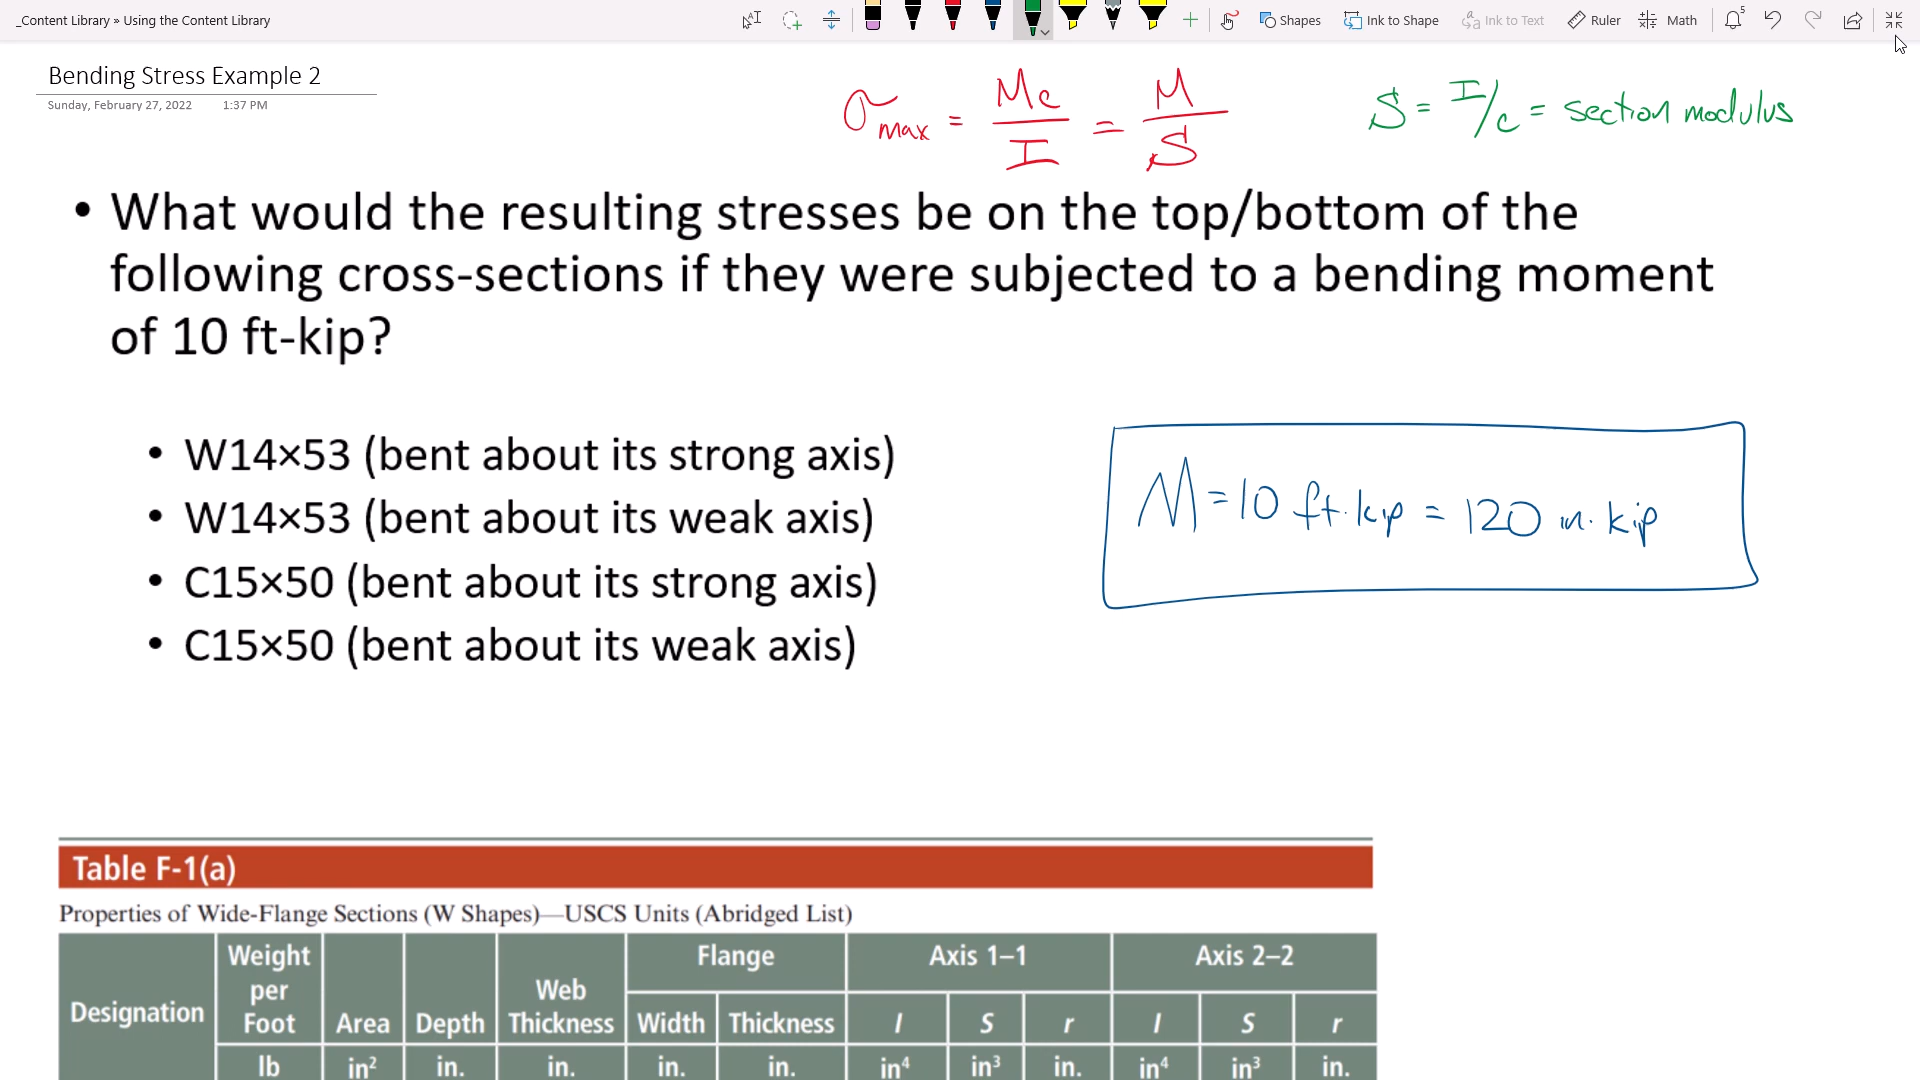 _Content Library » Using the Content Library
Shapes
Ink to Shape
Ink to Text
Ruler
Math
5
Bending Stress Example 2
Sunday, February 27, 2022 1:37 PM
σmax = Mc/I = M/S
S = I/c = section modulus
• What would the resulting stresses be on the top/bottom of the
following cross-sections if they were subjected to a bending moment
of 10 ft-kip?
• W14×53 (bent about its strong axis)
• W14×53 (bent about its weak axis)
• C15×50 (bent about its strong axis)
• C15×50 (bent about its weak axis)
M = 10 ft·kip = 120 in·kip
Table F-1(a)
Properties of Wide-Flange Sections (W Shapes)—USCS Units (Abridged List)
Designation Weight per Foot Area Depth Web Thickness Flange Axis 1–1 Axis 2–2
Width Thickness I S r I S r
lb in² in. in. in. in. in⁴ in³ in. in⁴ in³ in.